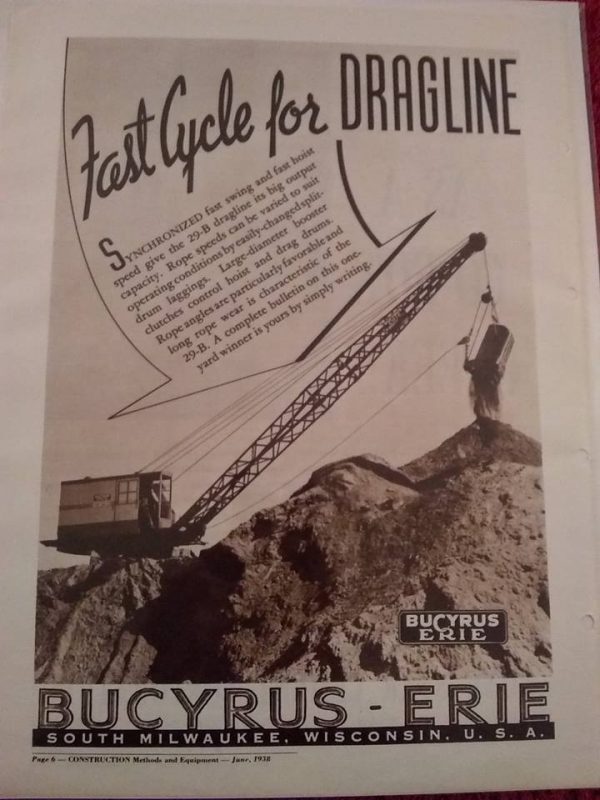 Fast Cycle for DRAGLINE
SYNCHRONIZED fast swing and fast hoist
speed give the 29-B dragline its big output
capacity. Rope speeds can be varied to suit
operating conditions by easily-changed split-
drum laggings. Large-diameter booster
clutches control hoist and drag drums.
Rope angles are particularly favorable and
long rope wear is characteristic of the
29-B. A complete bulletin on this one-
yard winner is yours by simply writing.
BUCYRUS
ERIE
BUCYRUS - ERIE
SOUTH MILWAUKEE, WISCONSIN, U. S. A.
Page 6 — CONSTRUCTION Methods and Equipment — June, 1938